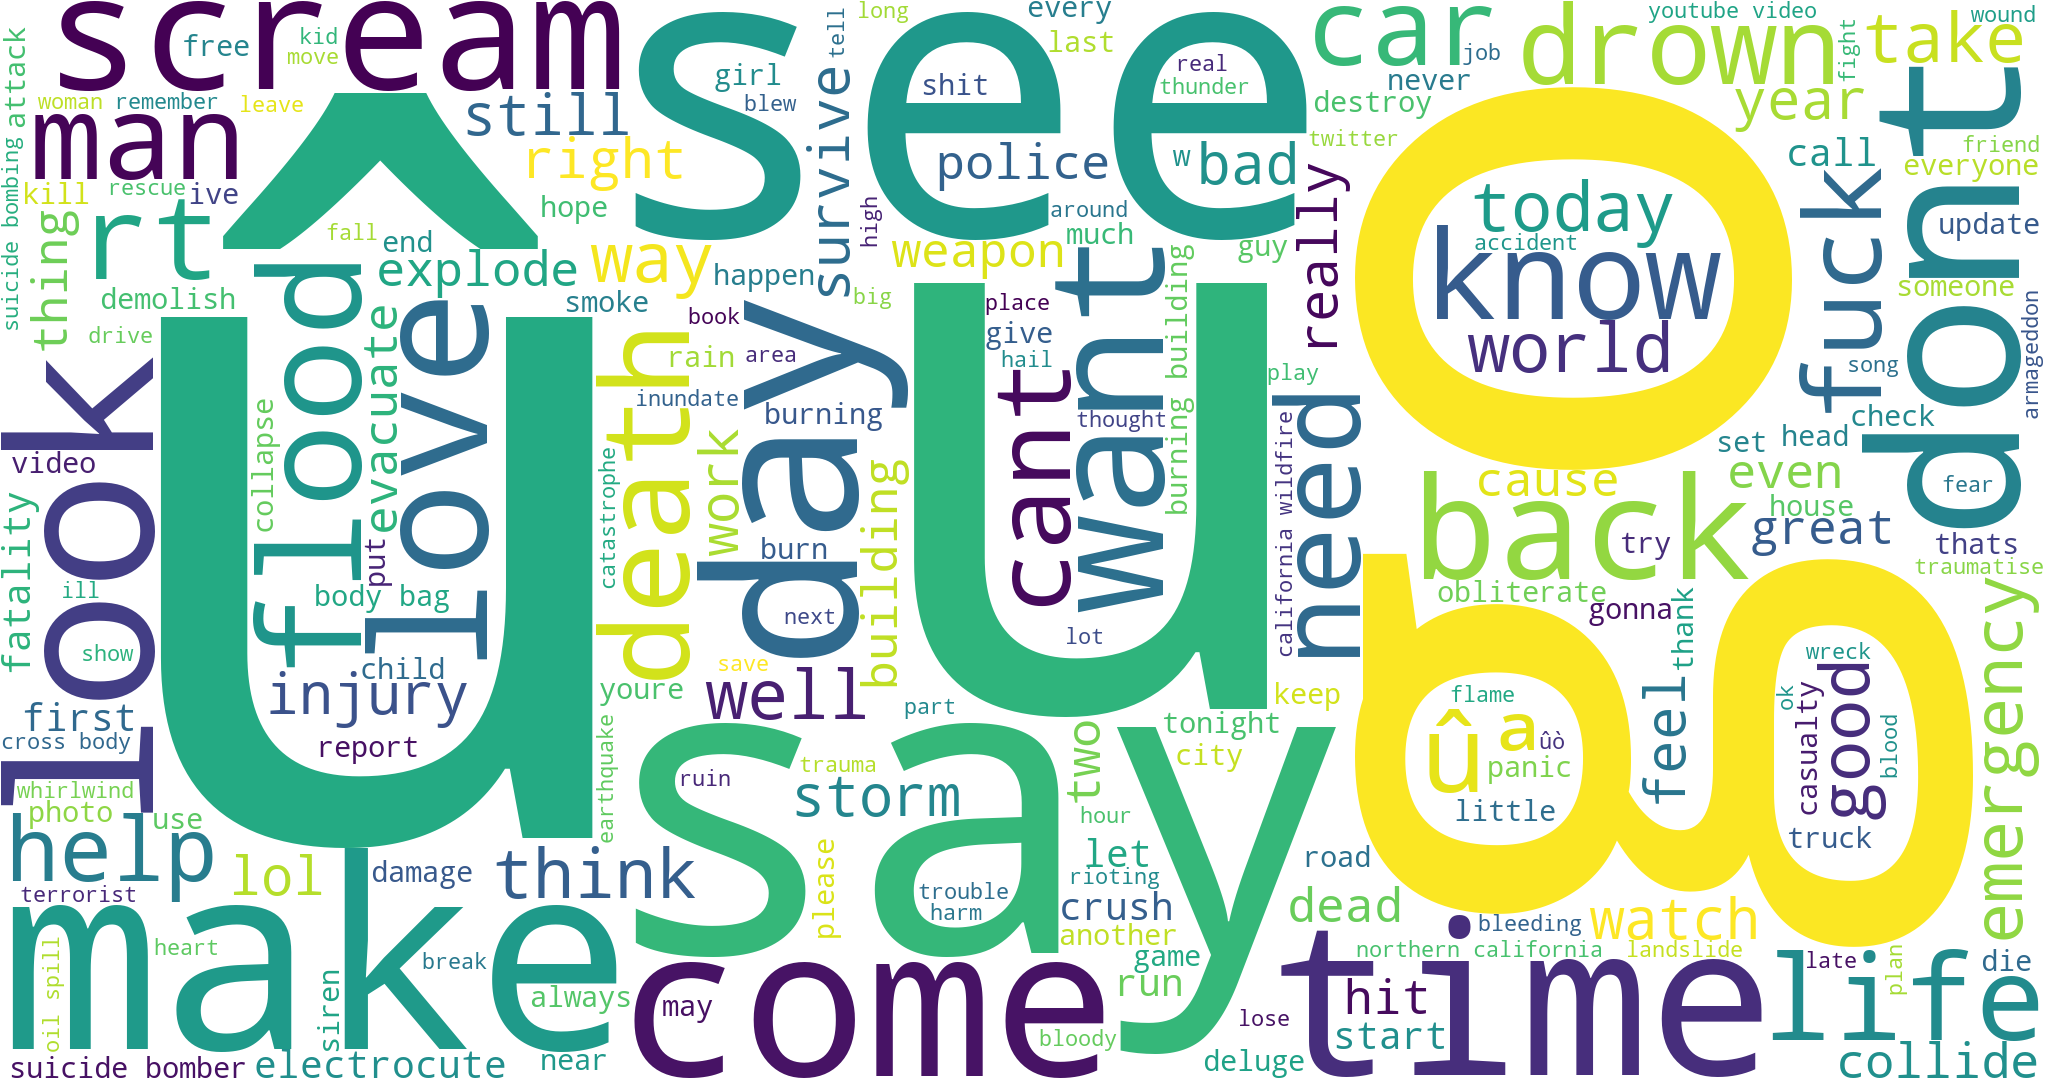 scream
see
car
drown
take
free
kid
move
girl
shit
real
thunder
blew
every
last
long
tell
job
never
youtube video
fight
wound
attack
woman
remember
leave
man
still
right
survive
police
w
bad
destroy
twitter
year
call
friend
everyone
dont
kill
rescue
ive
rt
hope
high
around
much
really
today
know
accident
world
fuck
update
someone
suicide bombing
thing
demolish
drive
fall
end
explode
way
happen
smoke
weapon
big
guy
û
flood
evacuate
love
collapse
put
body bag
child
injury
report
death
book
rain
area
inundate
burning
day
u
place
give
hail
cant
want
thought
burning building
lot
play
need
california wildfire
Ûª
song
armageddon
check
set
head
cause
back
even
house
great
try
fear
thats
traumatise
look
video
fatality
ill
show
catastrophe
work
burn
building
next
save
well
youre
earthquake
part
keep
tonight
city
two
obliterate
gonna
thank
feel
flame
û
a
ûò
panic
little
wreck
ok
casualty
good
blood
truck
emergency
first
cross body
whirlwind
photo
use
help
lol
damage
terrorist
think
say
ruin
trauma
storm
please
trouble
harm
hour
let
rioting
crush
another
game
run
road
dead
bleeding
watch
northern california
landslide
make
oil spill
heart
siren
break
always
come
may
bloody
lose
time
hit
start
late
plan
life
die
suicide bomber
electrocute
near
deluge
collide